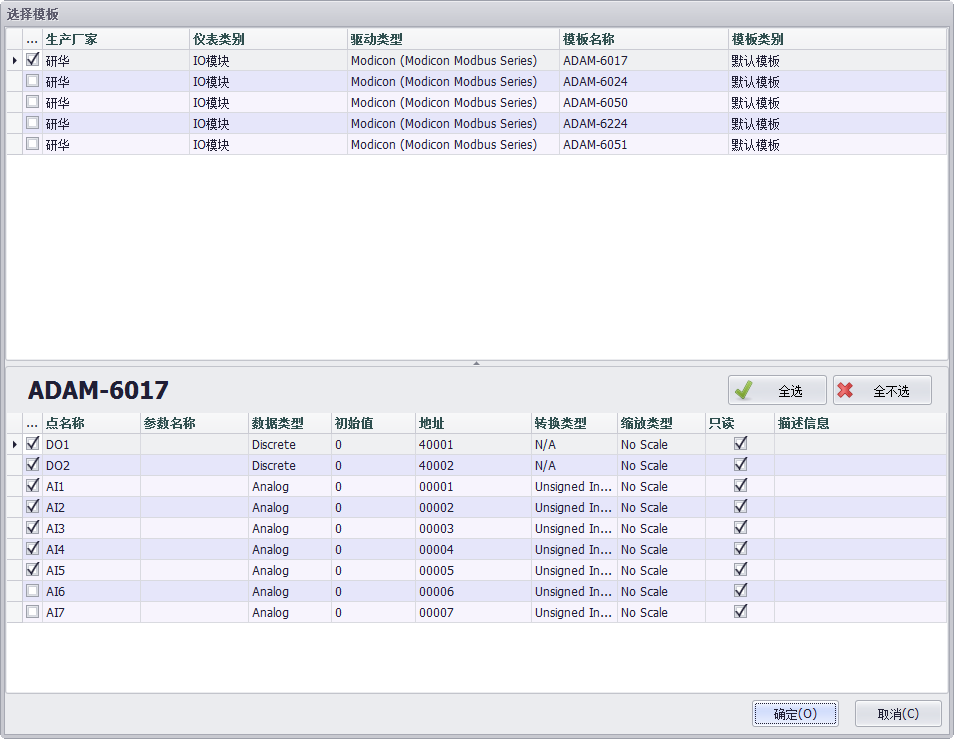 选择模板
... 生产厂家 仪表类别 驱动类型 模板名称 模板类别
研华 IO模块 Modicon (Modicon Modbus Series) ADAM-6017 默认模板
研华 IO模块 Modicon (Modicon Modbus Series) ADAM-6024 默认模板
研华 IO模块 Modicon (Modicon Modbus Series) ADAM-6050 默认模板
研华 IO模块 Modicon (Modicon Modbus Series) ADAM-6224 默认模板
研华 IO模块 Modicon (Modicon Modbus Series) ADAM-6051 默认模板
ADAM-6017 全选 全不选
... 点名称 参数名称 数据类型 初始值 地址 转换类型 缩放类型 只读 描述信息
DO1 Discrete 0 40001 N/A No Scale
DO2 Discrete 0 40002 N/A No Scale
AI1 Analog 0 00001 Unsigned In... No Scale
AI2 Analog 0 00002 Unsigned In... No Scale
AI3 Analog 0 00003 Unsigned In... No Scale
AI4 Analog 0 00004 Unsigned In... No Scale
AI5 Analog 0 00005 Unsigned In... No Scale
AI6 Analog 0 00006 Unsigned In... No Scale
AI7 Analog 0 00007 Unsigned In... No Scale
确定(O) 取消(C)